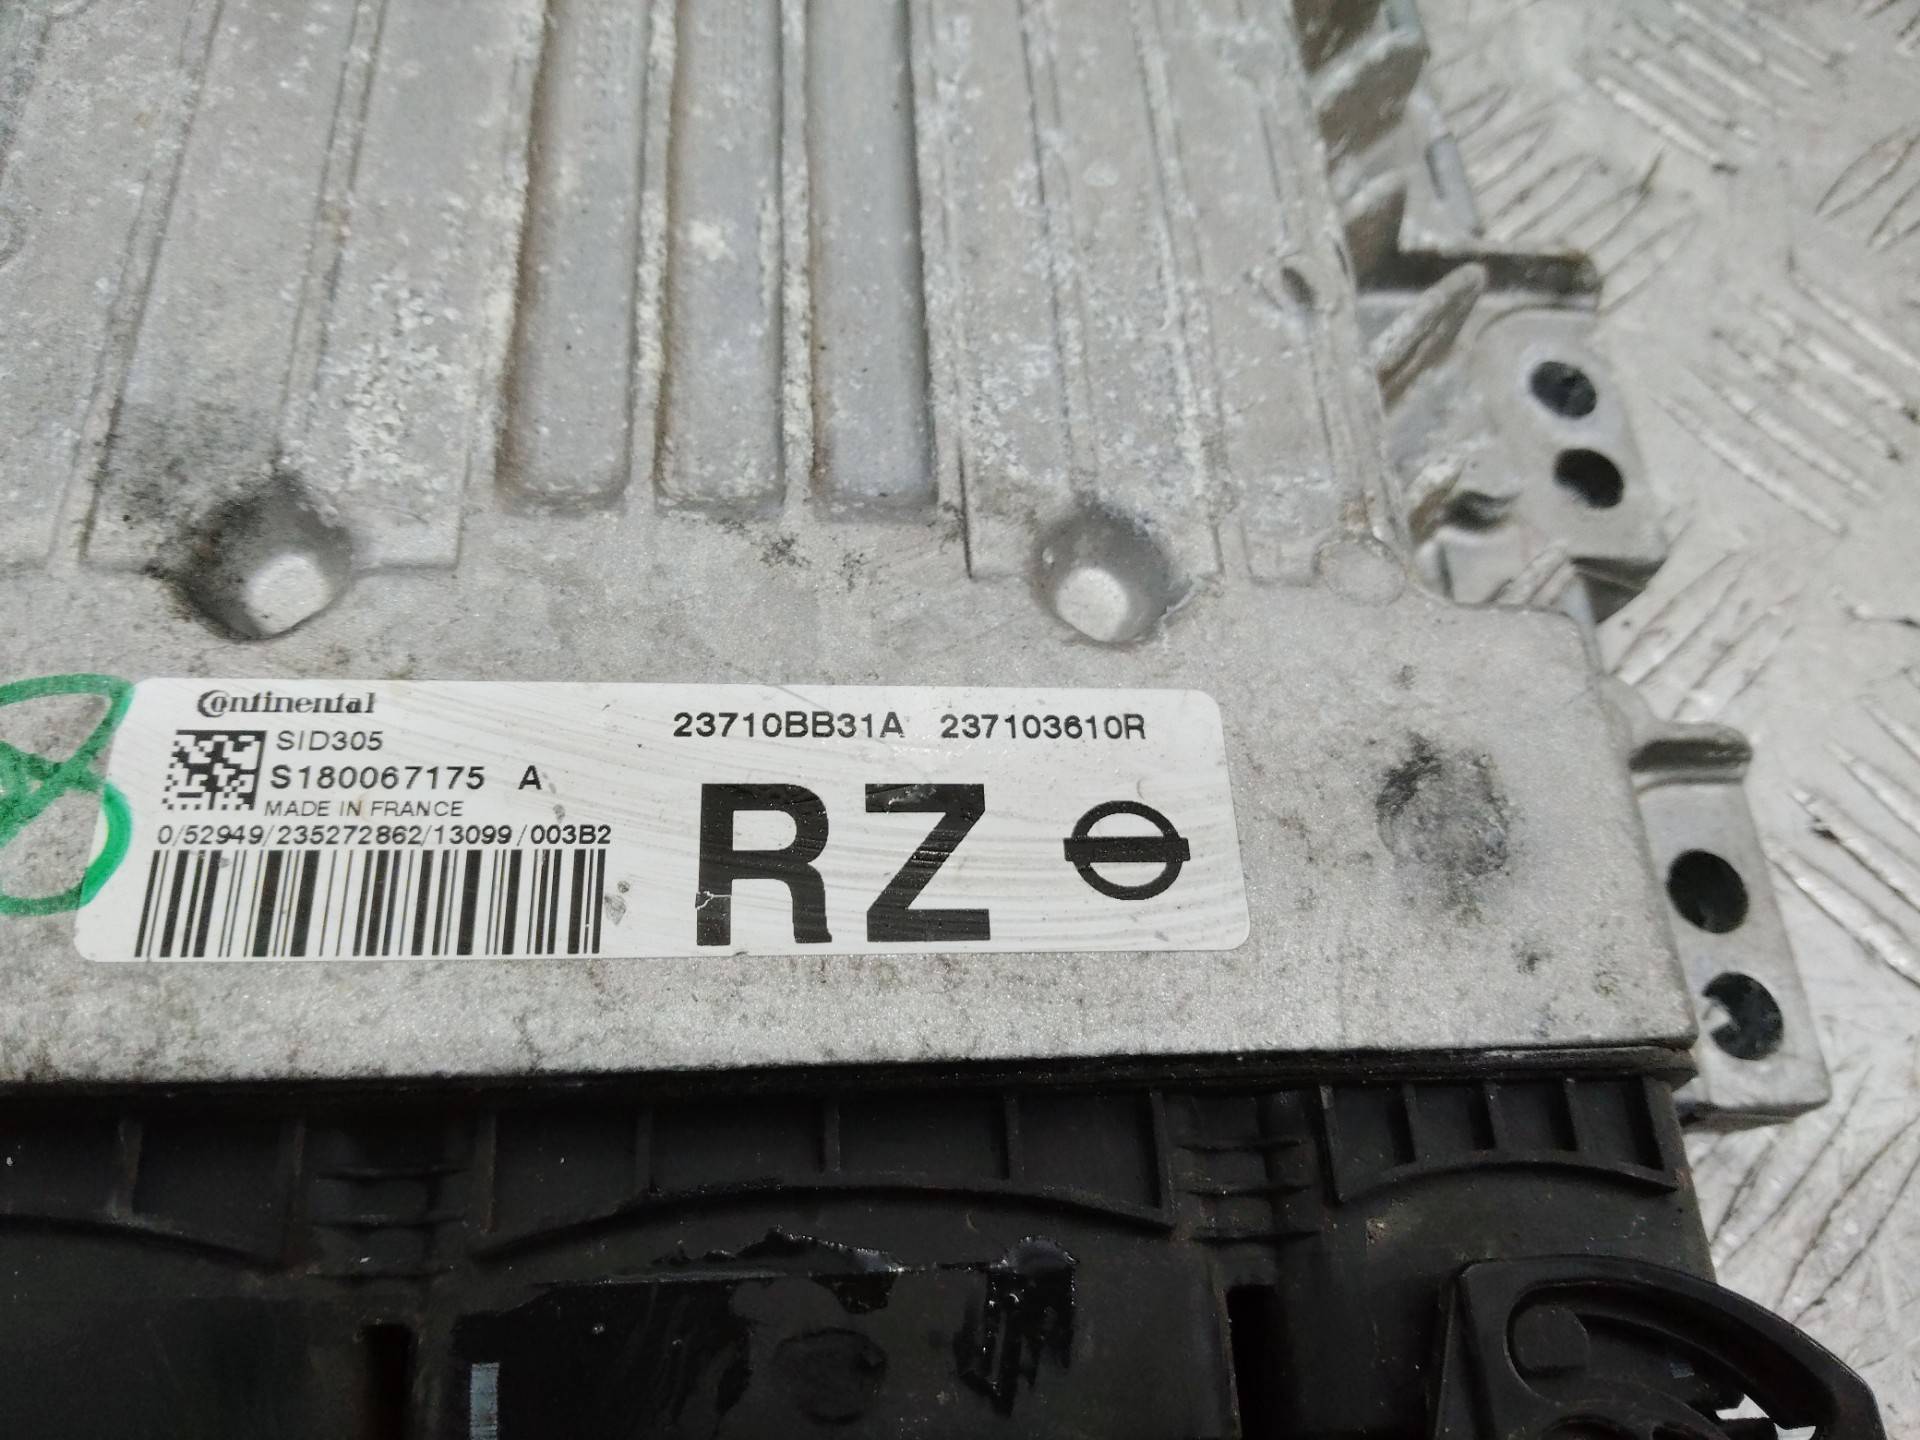 Continental
SID305
S180067175 A
MADE IN FRANCE
0/52949/235272862/13099/003B2
23710BB31A 237103610R
RZ